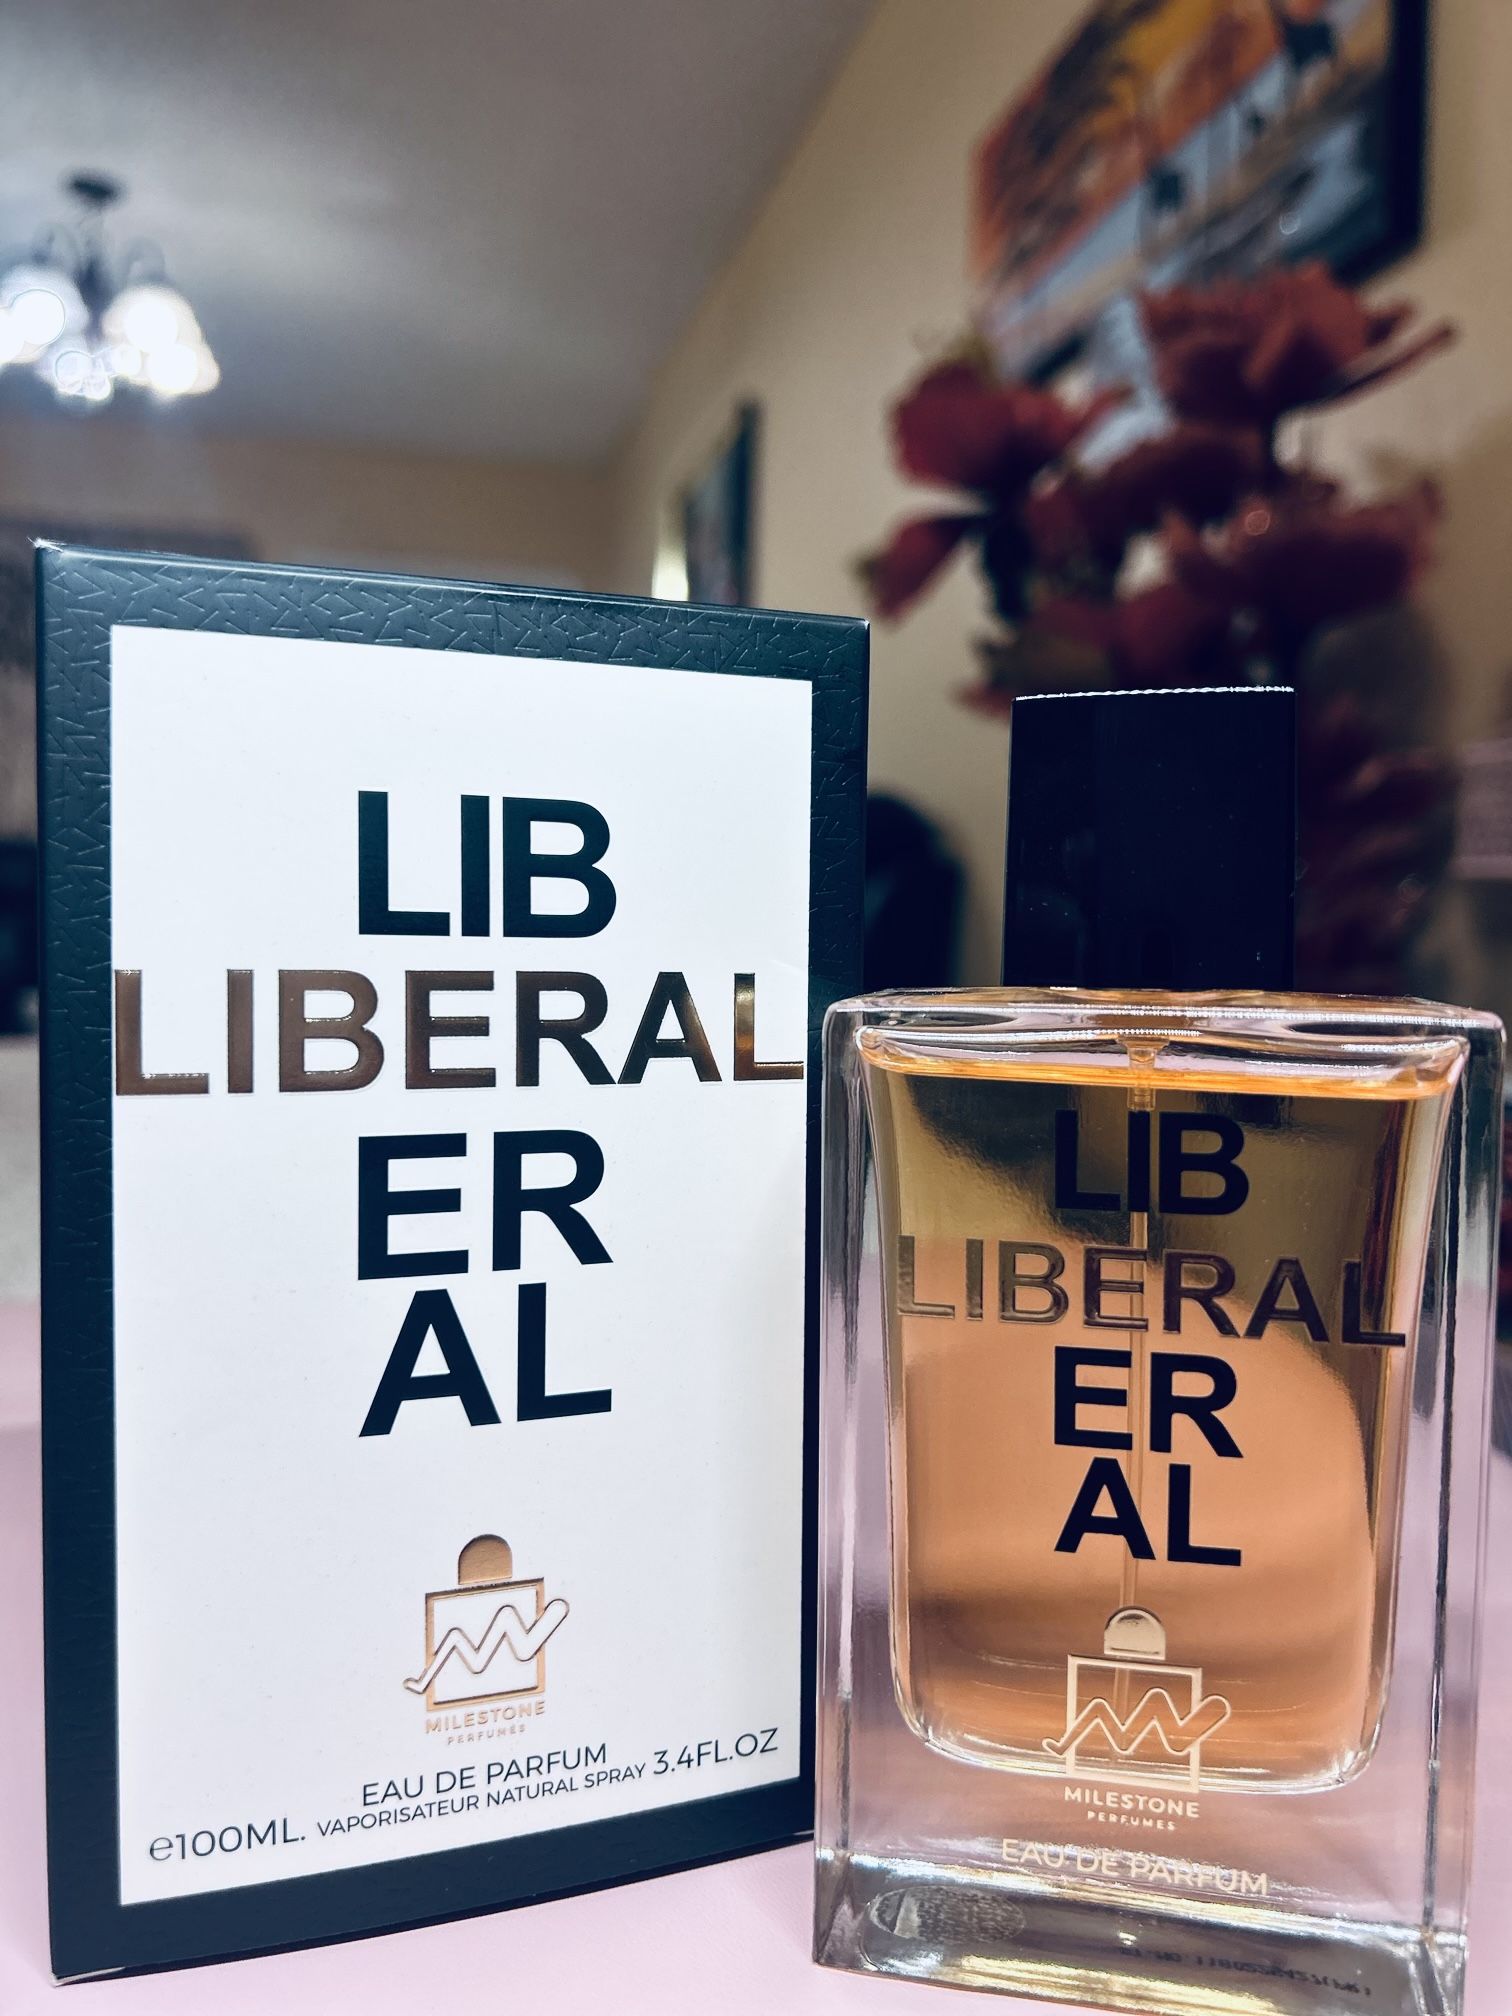 LIB
LIBERAL
ER
AL
MILESTONE
PERFUMES
EAU DE PARFUM
e100ML. VAPORISATEUR NATURAL SPRAY 3.4FL.OZ
LIB
LIBERAL
ER
AL
MILESTONE
PERFUMES
EAU DE PARFUM